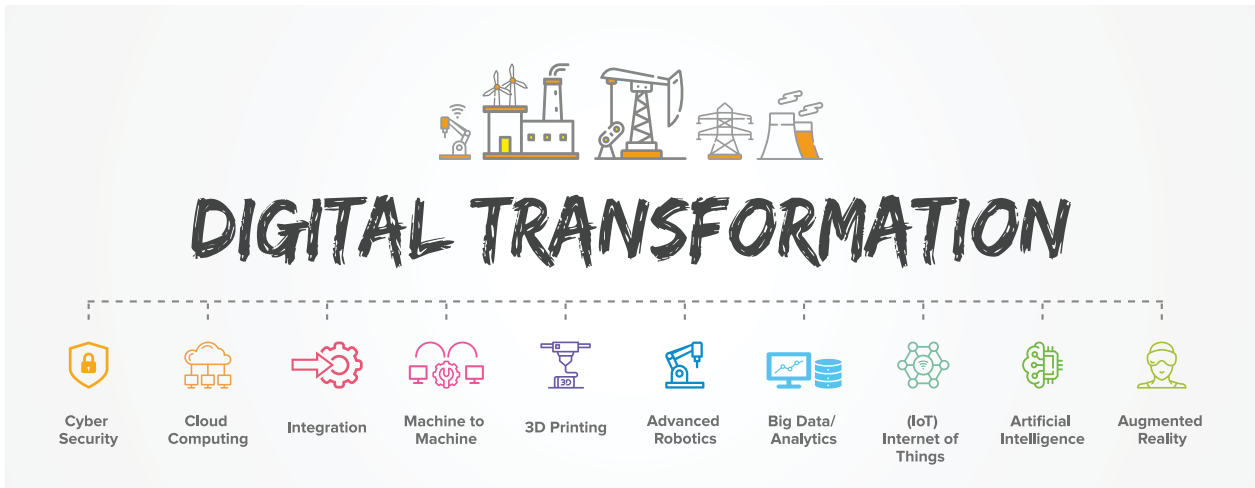 DIGITAL TRANSFORMATION
Cyber
Security
Cloud
Computing
Integration
Machine to
Machine
3D
3D Printing
Advanced
Robotics
Big Data/
Analytics
(IoT)
Internet of
Things
Artificial
Intelligence
Augmented
Reality